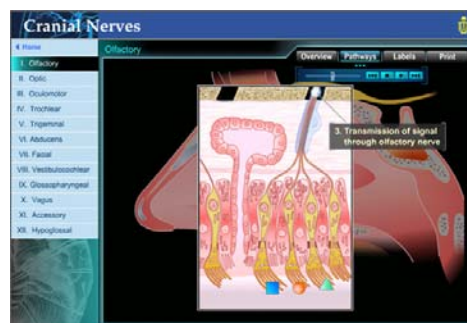 Cranial Nerves
Home
Olfactory
Overview
Pathways
Labels
Print
I. Olfactory
II. Optic
III. Oculomotor
IV. Trochlear
V. Trigeminal
VI. Abducens
VII. Facial
VIII. Vestibulocochlear
IX. Glossopharyngeal
X. Vagus
XI. Accessory
XII. Hypoglossal
3. Transmission of signal
through olfactory nerve